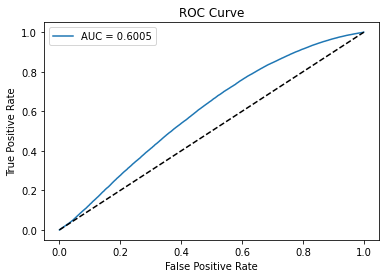 ROC Curve
AUC = 0.6005
True Positive Rate
1.0
0.8
0.6
0.4
0.2
0.0
0.0 0.2 0.4 0.6 0.8 1.0
False Positive Rate